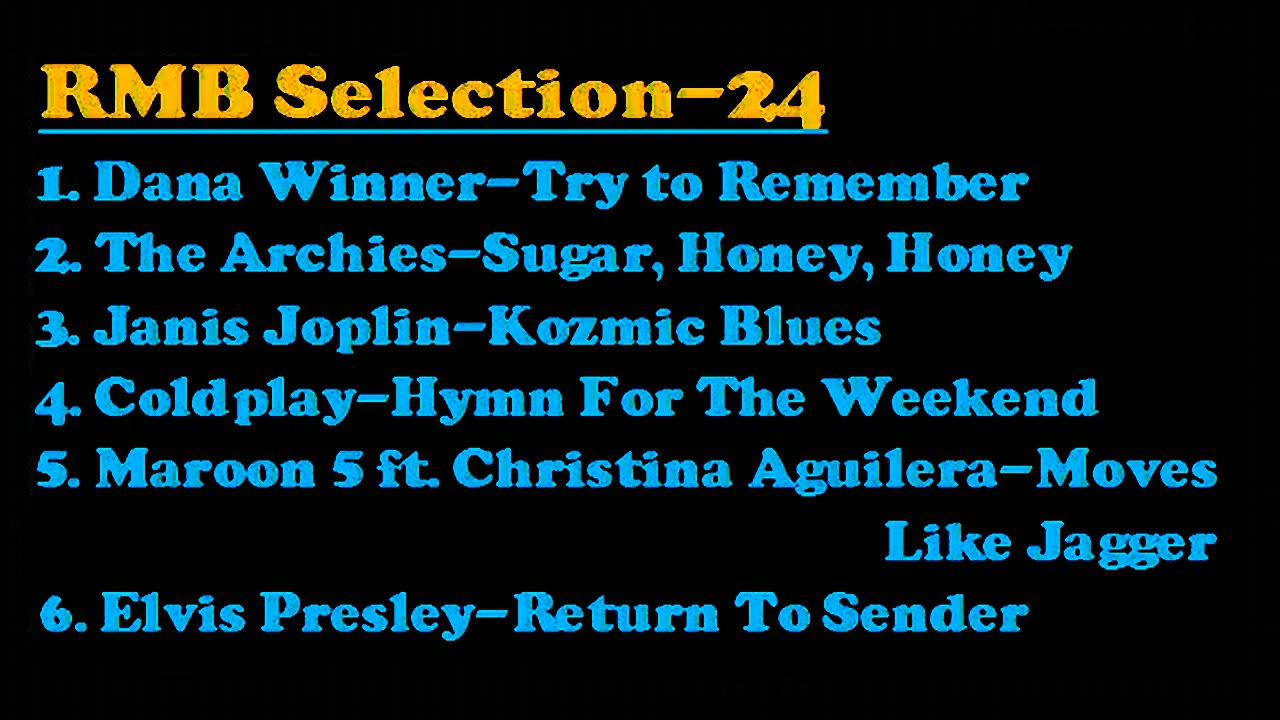 RMB Selection–24
1. Dana Winner–Try to Remember
2. The Archies–Sugar, Honey, Honey
3. Janis Joplin–Kozmic Blues
4. Coldplay–Hymn For The Weekend
5. Maroon 5 ft. Christina Aguilera–Moves
Like Jagger
6. Elvis Presley–Return To Sender